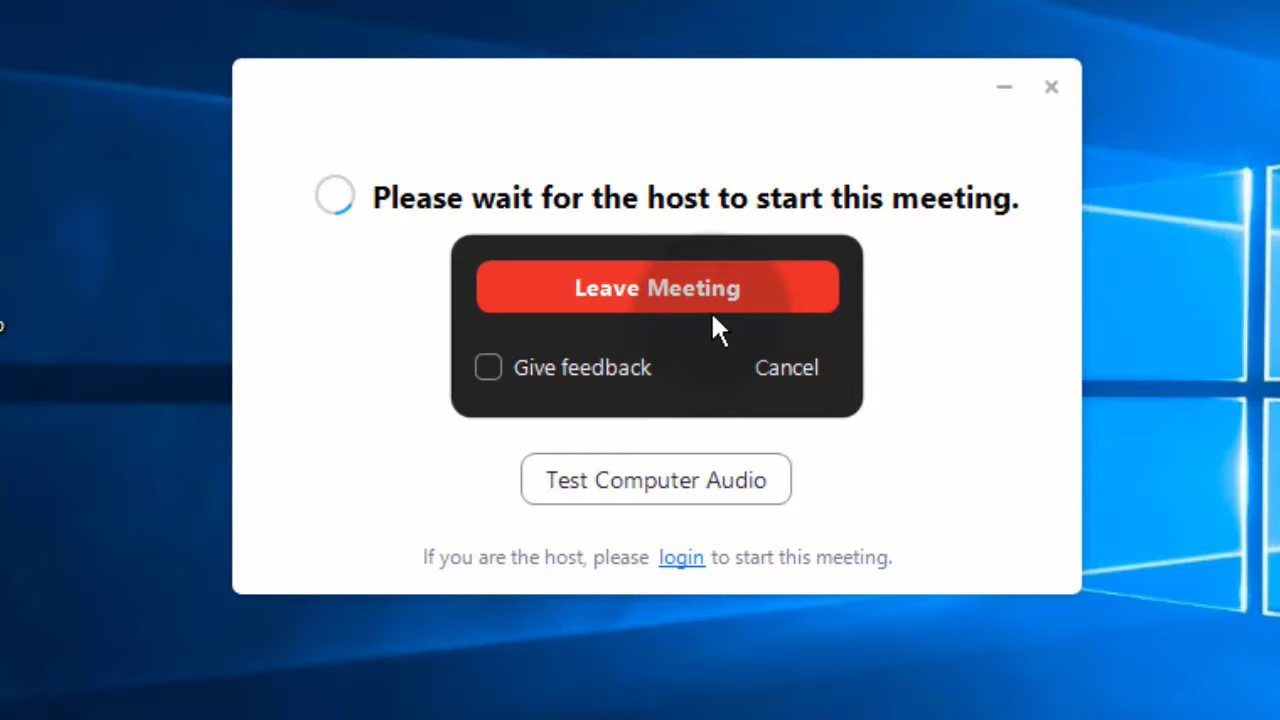 Please wait for the host to start this meeting.
Leave Meeting
Give feedback
Cancel
Test Computer Audio
If you are the host, please login to start this meeting.